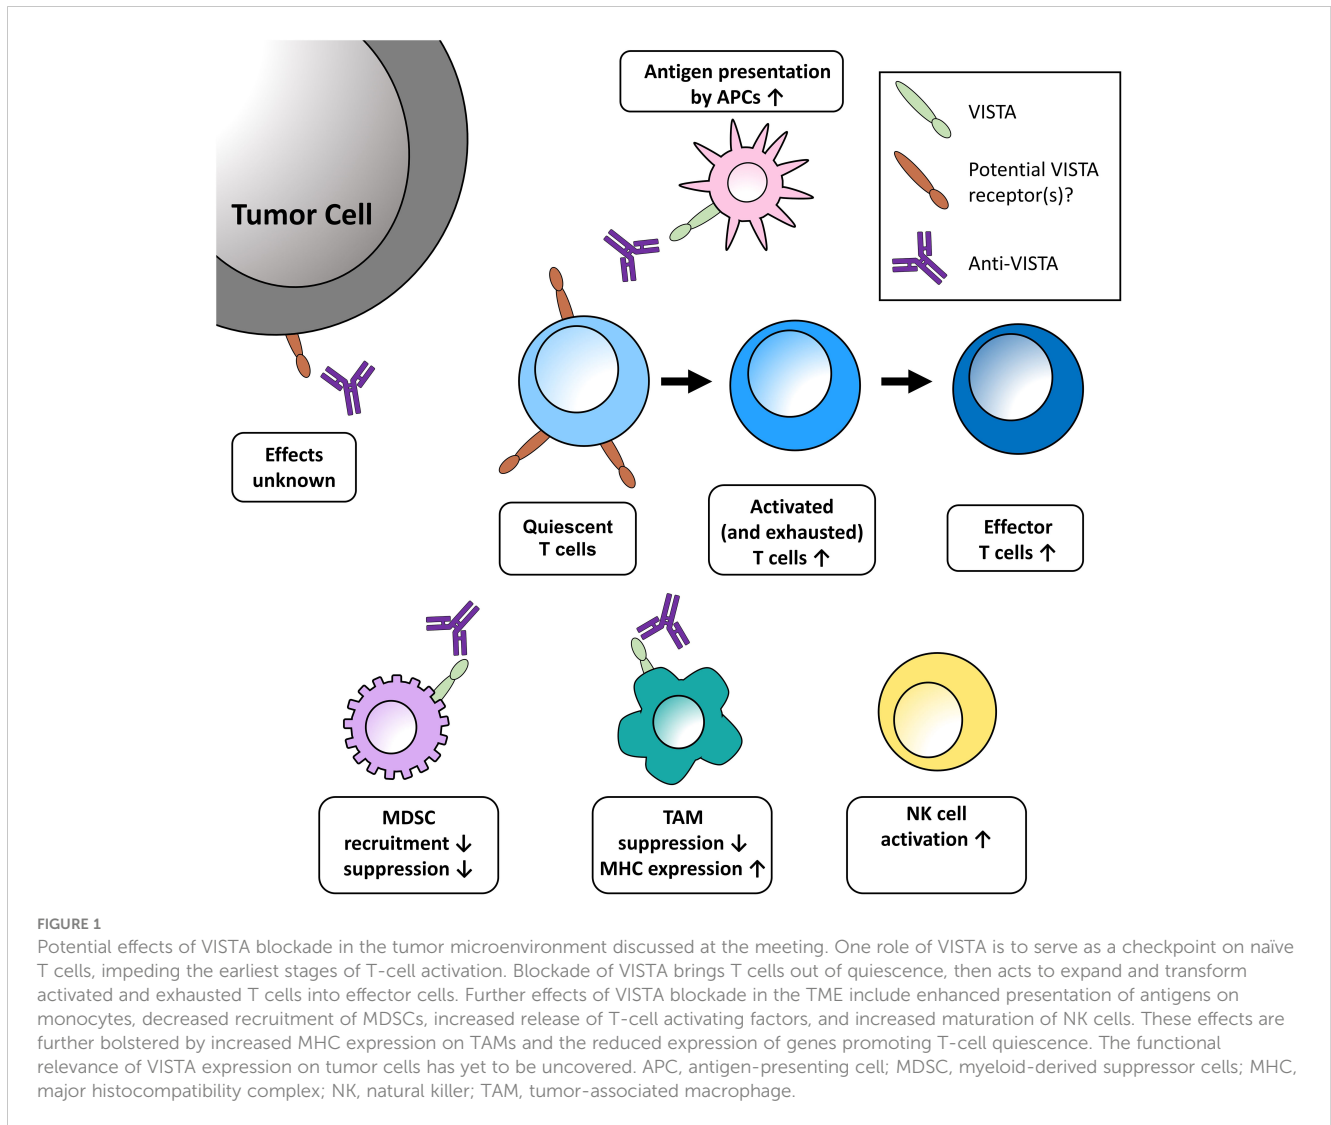 Antigen presentation
by APCs ↑
VISTA
Potential VISTA
receptor(s)?
Anti-VISTA
Tumor Cell
Effects
unknown
Quiescent
T cells
Activated
(and exhausted)
T cells ↑
Effector
T cells ↑
MDSC
recruitment ↓
suppression ↓
TAM
suppression ↓
MHC expression ↑
NK cell
activation ↑
FIGURE 1
Potential effects of VISTA blockade in the tumor microenvironment discussed at the meeting. One role of VISTA is to serve as a checkpoint on naïve
T cells, impeding the earliest stages of T-cell activation. Blockade of VISTA brings T cells out of quiescence, then acts to expand and transform
activated and exhausted T cells into effector cells. Further effects of VISTA blockade in the TME include enhanced presentation of antigens on
monocytes, decreased recruitment of MDSCs, increased release of T-cell activating factors, and increased maturation of NK cells. These effects are
further bolstered by increased MHC expression on TAMs and the reduced expression of genes promoting T-cell quiescence. The functional
relevance of VISTA expression on tumor cells has yet to be uncovered. APC, antigen-presenting cell; MDSC, myeloid-derived suppressor cells; MHC,
major histocompatibility complex; NK, natural killer; TAM, tumor-associated macrophage.